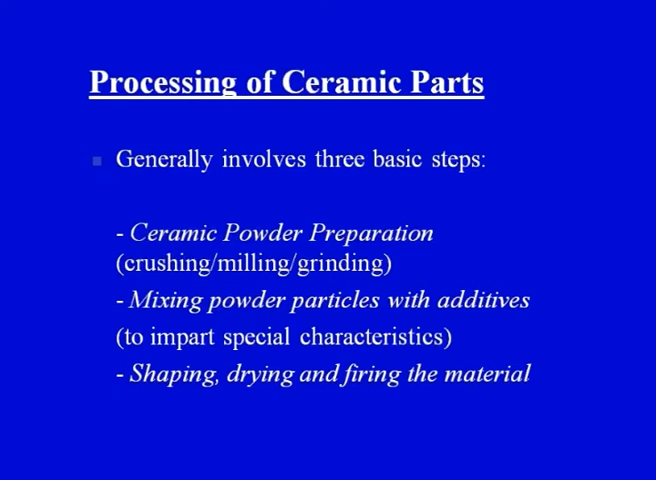 Processing of Ceramic Parts
Generally involves three basic steps:
- Ceramic Powder Preparation
(crushing/milling/grinding)
- Mixing powder particles with additives
(to impart special characteristics)
- Shaping, drying and firing the material